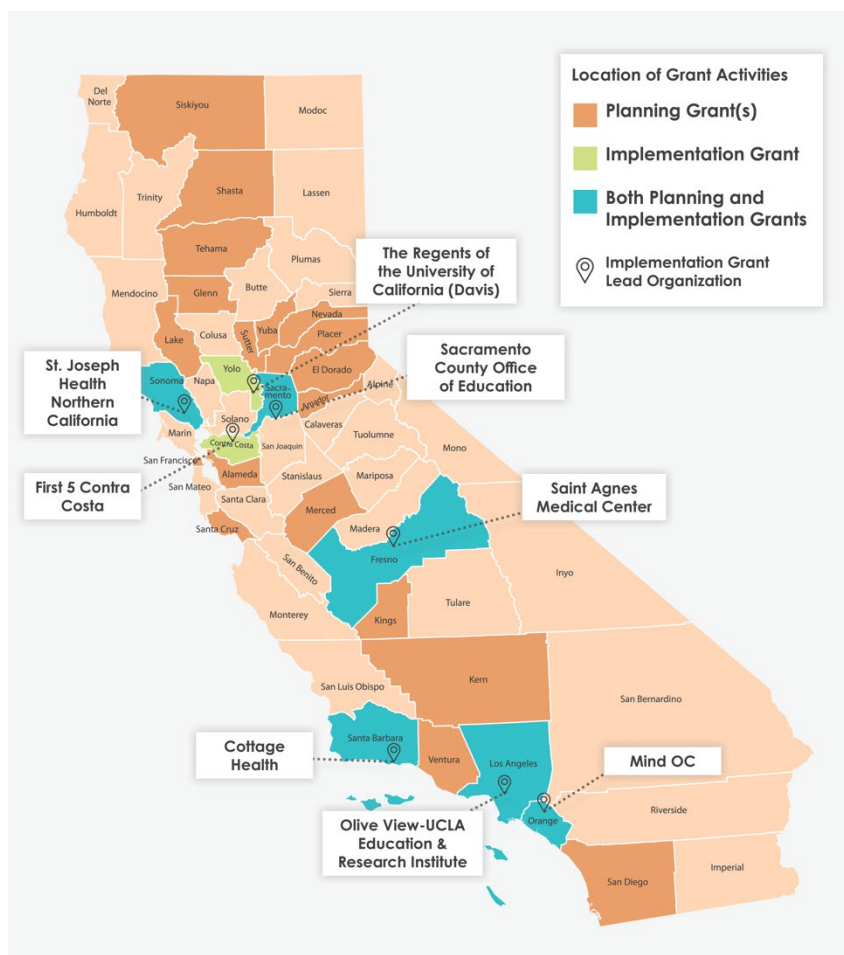 Location of Grant Activities
Planning Grant(s)
Implementation Grant
Both Planning and
Implementation Grants
Implementation Grant
Lead Organization
Del
Norte
Siskiyou
Modoc
Humboldt
Trinity
Shasta
Lassen
Tehama
Plumas
Mendocino
Glenn
Butte
Sierra
The Regents of
the University of
California (Davis)
Lake
Colusa
Sutter
Yuba
Nevada
Placer
El Dorado
Sacramento
County Office
of Education
St. Joseph
Health
Northern
California
Sonoma
Napa
Yolo
Sacra-
mento
Amador
Alpine
Solano
Marin
Contra Costa
San Joaquin
Calaveras
Tuolumne
Mono
San Francisco
Alameda
Stanislaus
Mariposa
First 5 Contra
Costa
San Mateo
Santa Clara
Santa Cruz
Merced
Madera
Saint Agnes
Medical Center
San Benito
Fresno
Inyo
Monterey
Kings
Tulare
San Luis Obispo
Kern
San Bernardino
Cottage
Health
Santa Barbara
Ventura
Los Angeles
Mind OC
Olive View-UCLA
Education &
Research Institute
Orange
Riverside
San Diego
Imperial